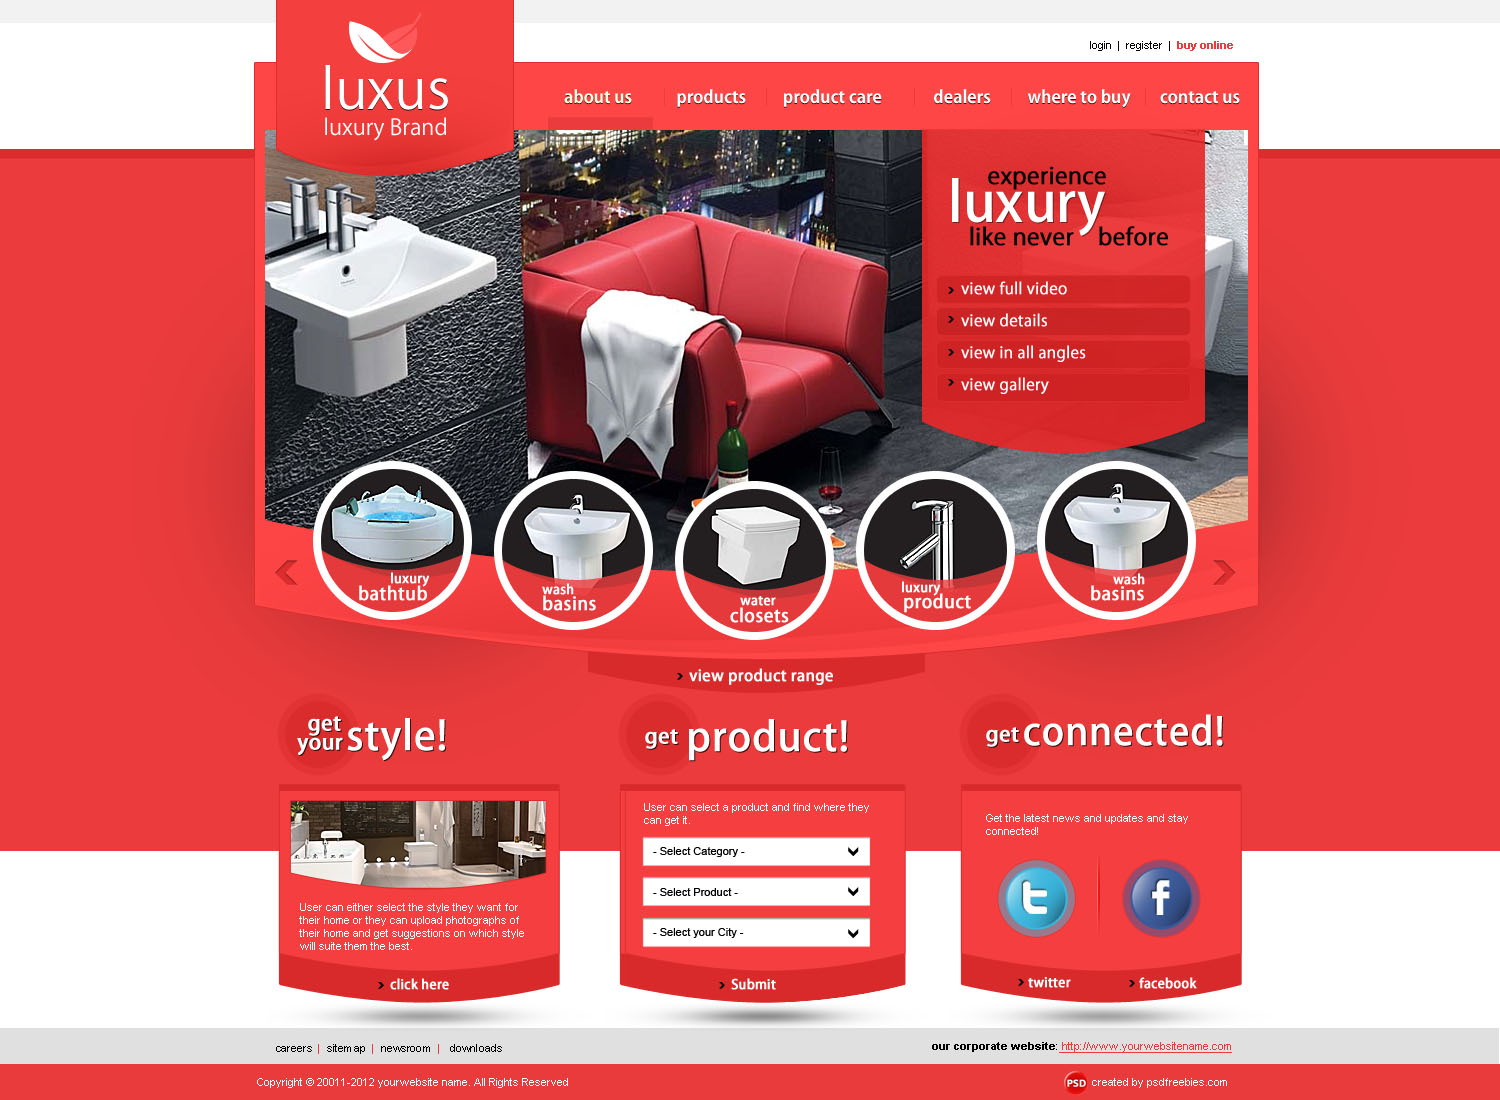 login | register | buy online
luxus
luxury Brand
about us
products
product care
dealers
where to buy
contact us
experience
luxury
like never before
view full video
view details
view in all angles
view gallery
luxury
bathtub
wash
basins
water
closets
luxury
product
wash
basins
view product range
get
your style!
get product!
get connected!
User can either select the style they want for
their home or they can upload photographs of
their home and get suggestions on which style
will suite them the best.
click here
User can select a product and find where they
can get it.
- Select Category -
- Select Product -
- Select your City -
Submit
Get the latest news and updates and stay
connected!
t
f
twitter
facebook
careers | sitemap | newsroom | downloads
our corporate website: http://www.yourwebsitename.com
Copyright © 20011-2012 yourwebsite name. All Rights Reserved
PSD created by psdfreebies.com